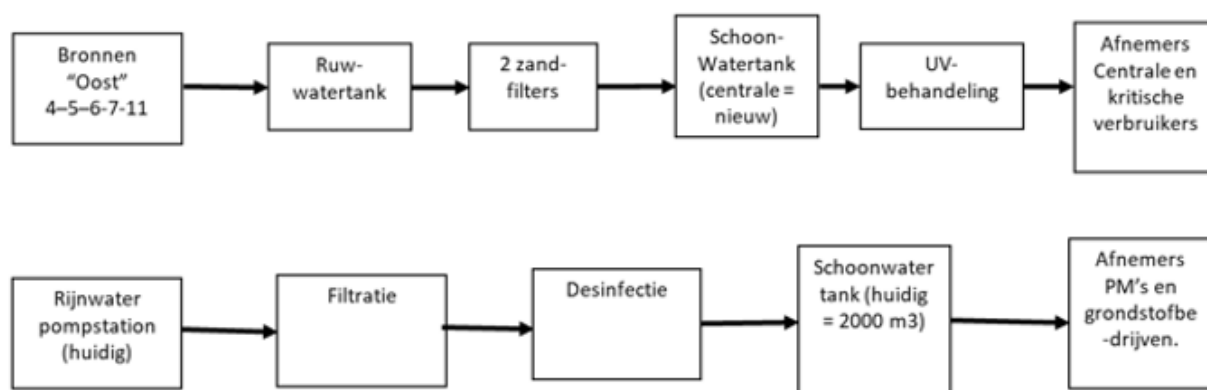 Bronnen
"Oost"
4–5–6-7-11
Ruw-
watertank
2 zand-
filters
Schoon-
Watertank
(centrale =
nieuw)
UV-
behandeling
Afnemers
Centrale en
kritische
verbruikers
Rijnwater
pompstation
(huidig)
Filtratie
Desinfectie
Schoonwater
tank (huidig
= 2000 m3)
Afnemers
PM's en
grondstofbe
-drijven.